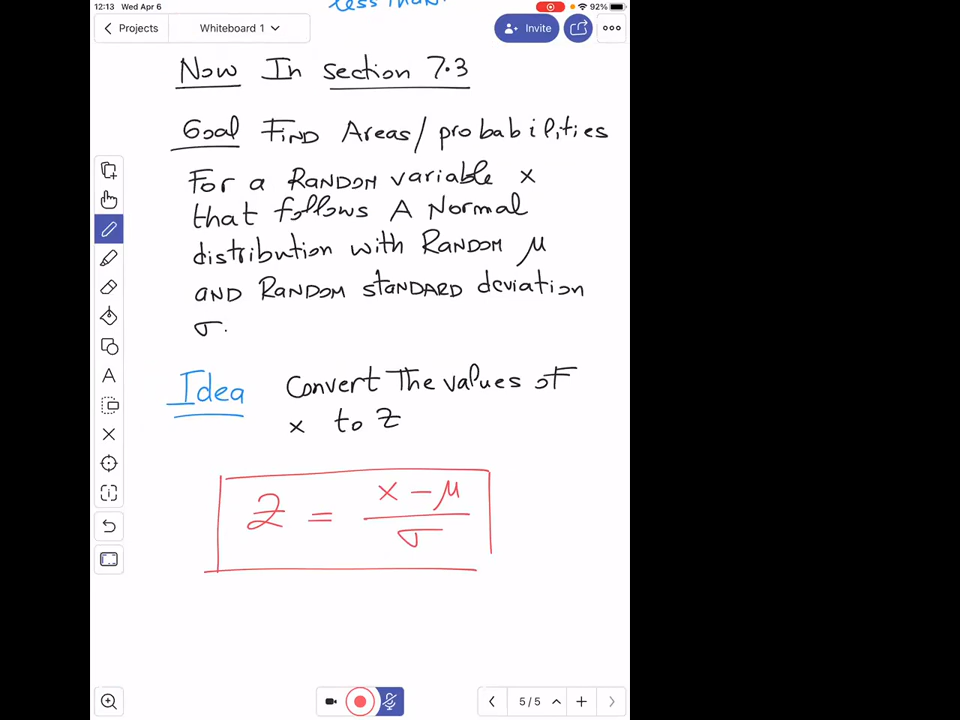 12:13 Wed Apr 6
92%
less than.
Projects
Whiteboard 1
Invite
Now In section 7.3
Goal FIND Areas/probabilities
For a RANDOM variable x
that follows A Normal
distribution with RANDOM μ
AND RANDOM STANDARD deviation
σ.
Idea Convert The values of
x to Z
Z = (x - μ) / σ
A
5/5